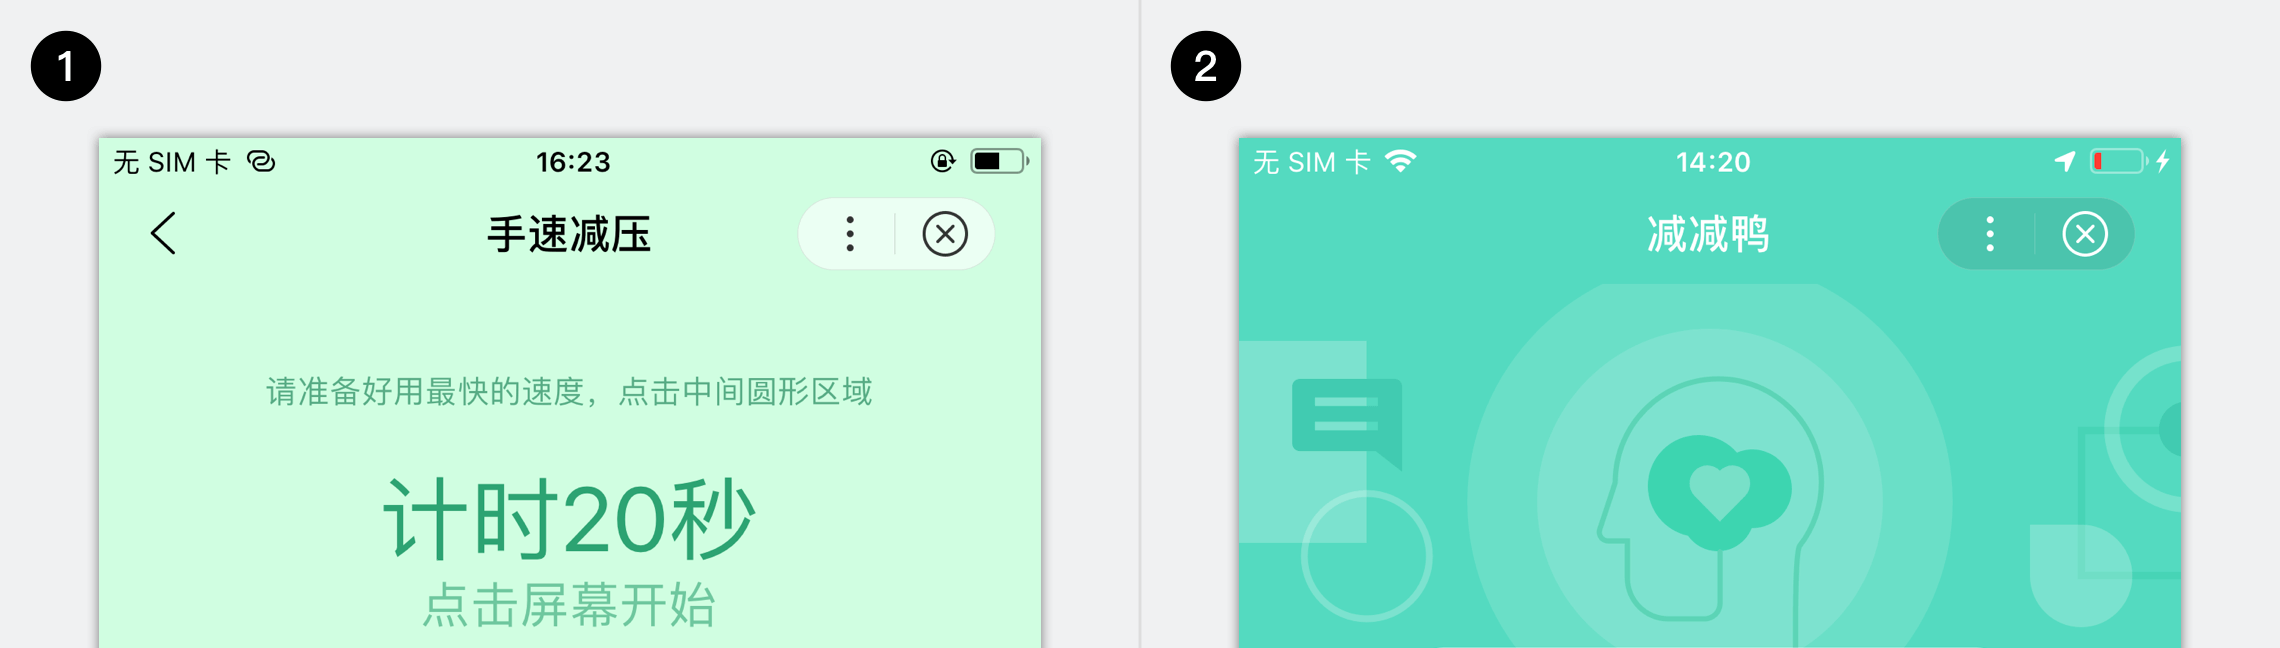 1
无 SIM 卡
16:23
手速减压
请准备好用最快的速度，点击中间圆形区域
计时20秒
点击屏幕开始
2
无 SIM 卡
14:20
减减鸭